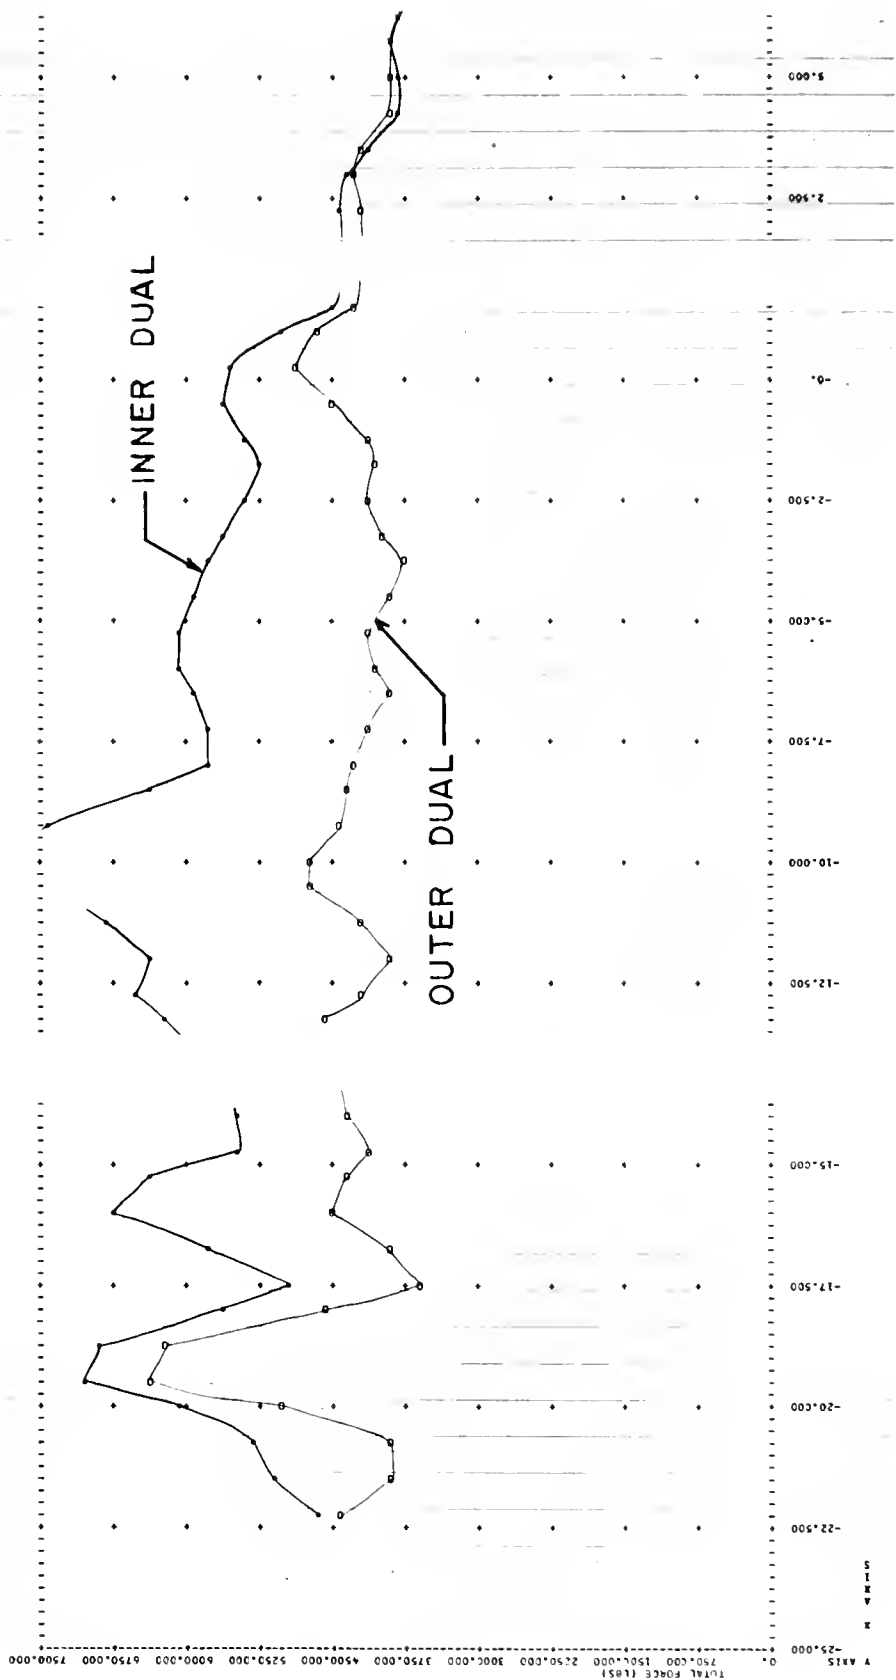 5.000
2.500
INNER DUAL
0.
-2.500
-5.000
OUTER DUAL
-7.500
-10.000
-12.500
-15.000
-17.500
-20.000
-22.500
X AXIS
-25.000
Y AXIS
TOTAL FORCE (LBS)
0. 750.000 1500.000 2250.000 3000.000 3750.000 4500.000 5250.000 6000.000 6750.000 7500.000